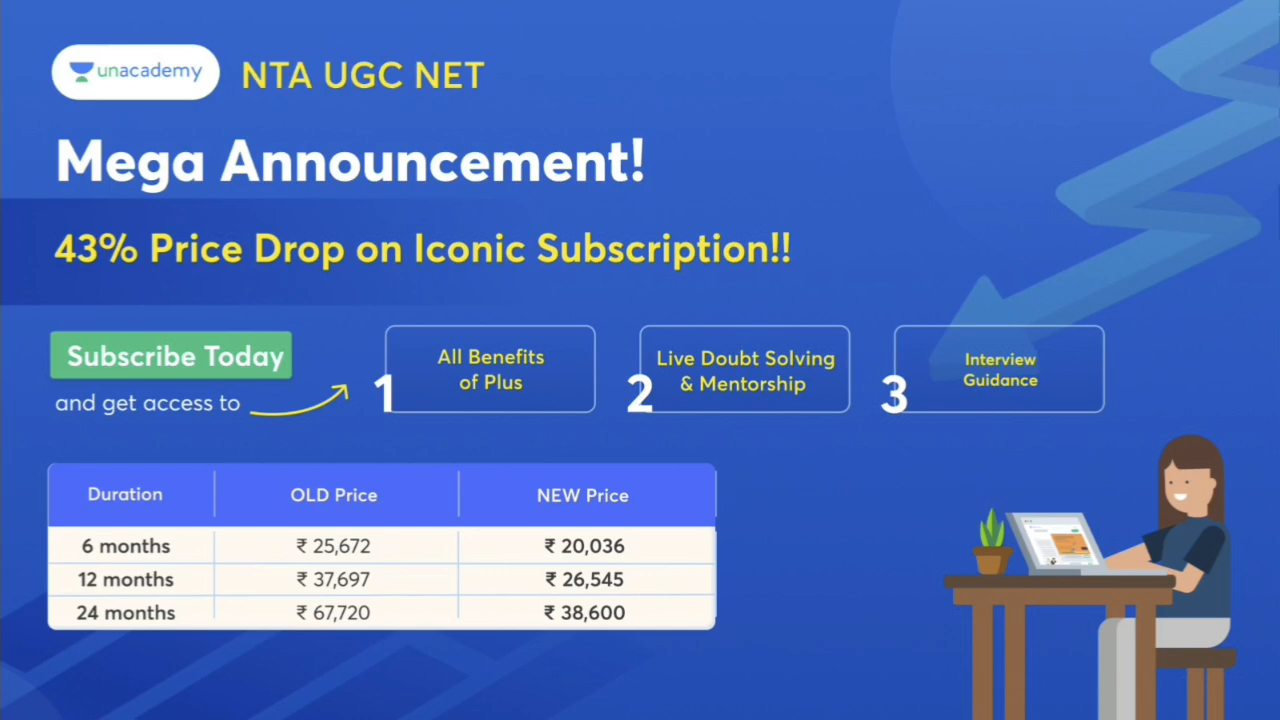 unacademy NTA UGC NET
Mega Announcement!
43% Price Drop on Iconic Subscription!!
Subscribe Today
and get access to
1 All Benefits
of Plus
2 Live Doubt Solving
& Mentorship
3 Interview
Guidance
Duration OLD Price NEW Price
6 months ₹ 25,672 ₹ 20,036
12 months ₹ 37,697 ₹ 26,545
24 months ₹ 67,720 ₹ 38,600